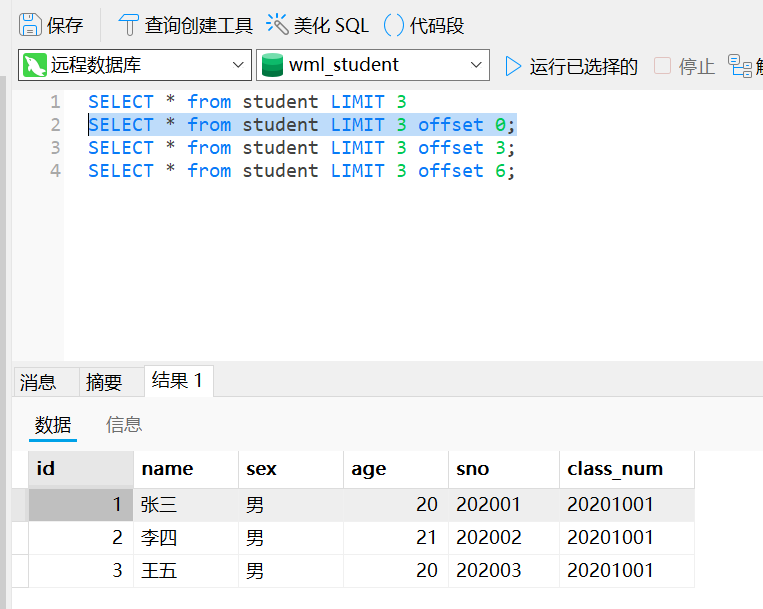 保存 查询创建工具 美化 SQL () 代码段
远程数据库 wml_student 运行已选择的 停止
1 SELECT * from student LIMIT 3
2 SELECT * from student LIMIT 3 offset 0;
3 SELECT * from student LIMIT 3 offset 3;
4 SELECT * from student LIMIT 3 offset 6;
消息 摘要 结果 1
数据 信息
id name sex age sno class_num
1 张三 男 20 202001 20201001
2 李四 男 21 202002 20201001
3 王五 男 20 202003 20201001